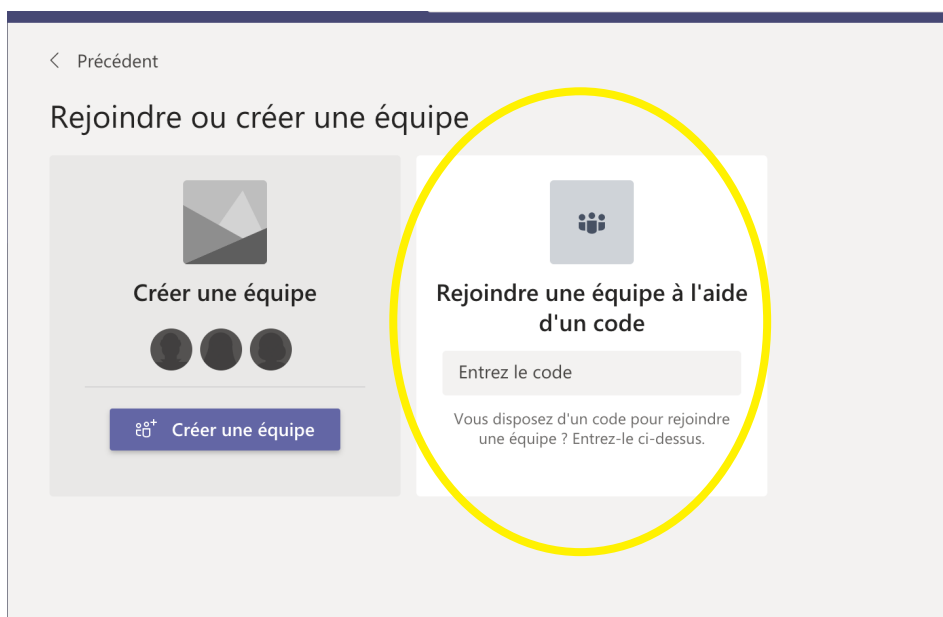 Précédent
Rejoindre ou créer une équipe
Créer une équipe
Créer une équipe
Rejoindre une équipe à l'aide
d'un code
Entrez le code
Vous disposez d'un code pour rejoindre
une équipe ? Entrez-le ci-dessus.